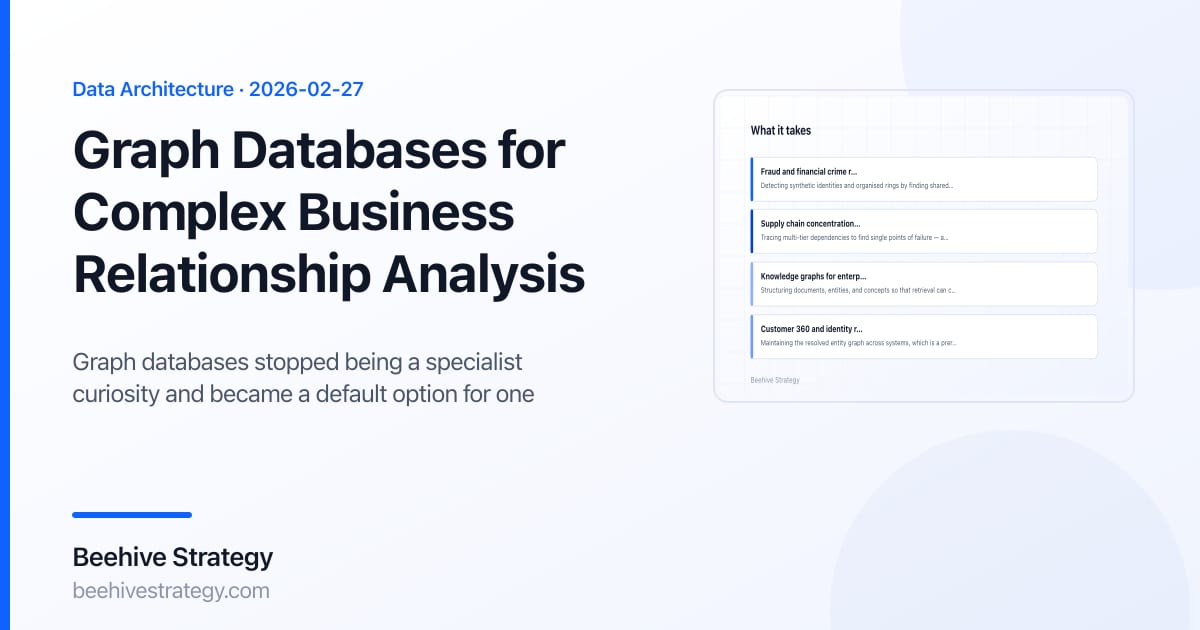 Data Architecture · 2026-02-27
Graph Databases for
Complex Business
Relationship Analysis
Graph databases stopped being a specialist
curiosity and became a default option for one
Beehive Strategy
beehivestrategy.com
What it takes
Fraud and financial crime r...
Detecting synthetic identities and organised rings by finding shared...
Supply chain concentration...
Tracing multi-tier dependencies to find single points of failure — a...
Knowledge graphs for enterp...
Structuring documents, entities, and concepts so that retrieval can c...
Customer 360 and identity r...
Maintaining the resolved entity graph across systems, which is a prer...
Beehive Strategy